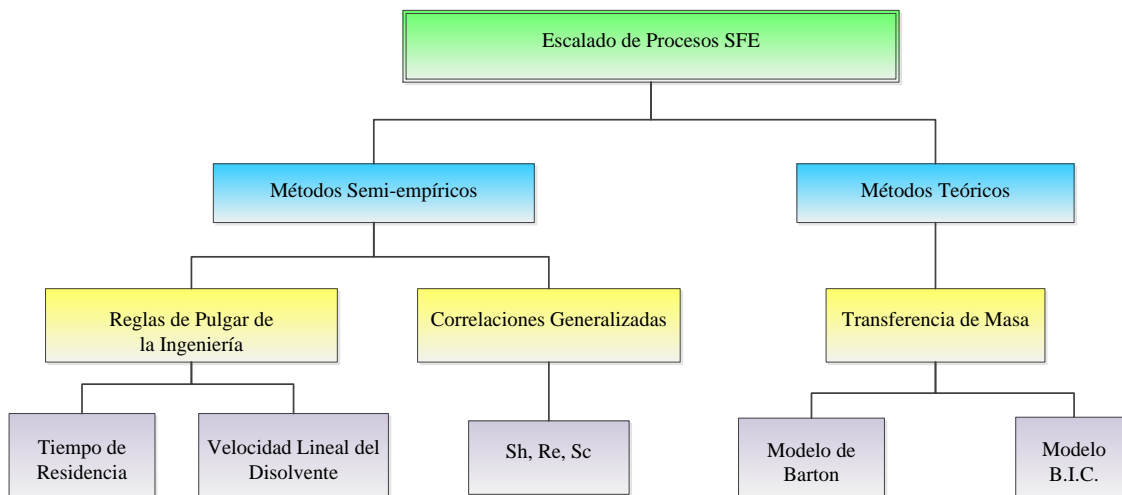 Escalado de Procesos SFE
Métodos Semi-empíricos
Métodos Teóricos
Reglas de Pulgar de
la Ingeniería
Correlaciones Generalizadas
Transferencia de Masa
Tiempo de
Residencia
Velocidad Lineal del
Disolvente
Sh, Re, Sc
Modelo de
Barton
Modelo
B.I.C.